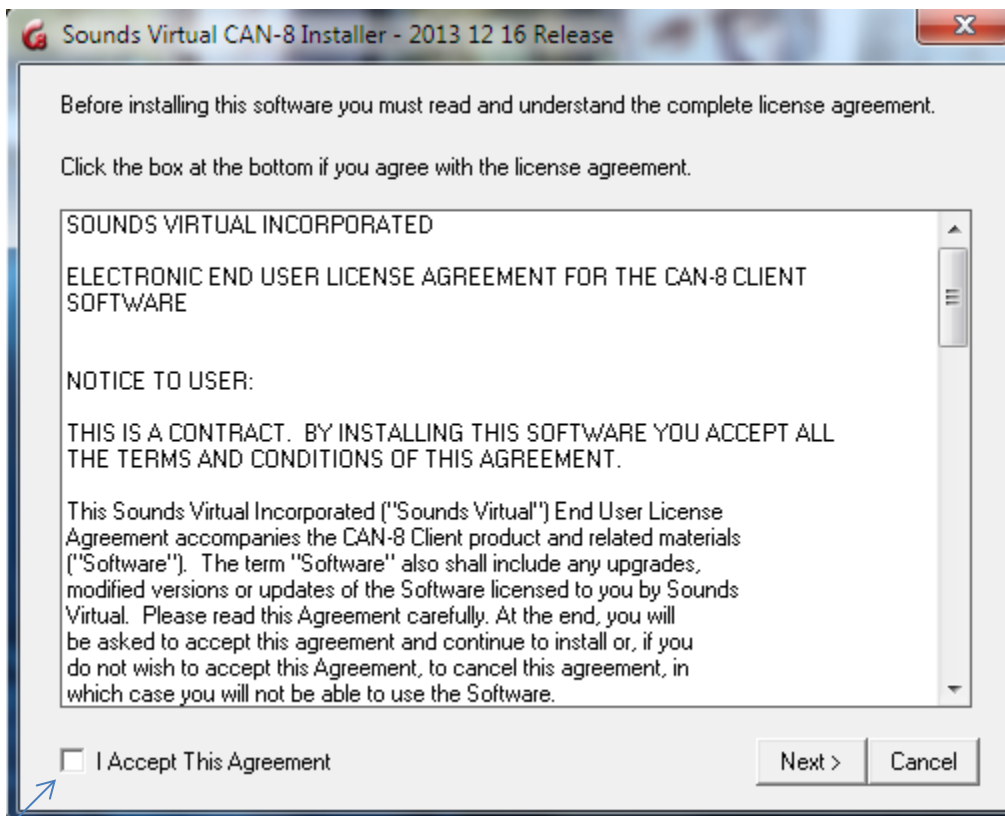 Sounds Virtual CAN-8 Installer - 2013 12 16 Release
Before installing this software you must read and understand the complete license agreement.
Click the box at the bottom if you agree with the license agreement.
SOUNDS VIRTUAL INCORPORATED
ELECTRONIC END USER LICENSE AGREEMENT FOR THE CAN-8 CLIENT
SOFTWARE
NOTICE TO USER:
THIS IS A CONTRACT.  BY INSTALLING THIS SOFTWARE YOU ACCEPT ALL
THE TERMS AND CONDITIONS OF THIS AGREEMENT.
This Sounds Virtual Incorporated ("Sounds Virtual") End User License
Agreement accompanies the CAN-8 Client product and related materials
("Software").  The term "Software" also shall include any upgrades,
modified versions or updates of the Software licensed to you by Sounds
Virtual.  Please read this Agreement carefully. At the end, you will
be asked to accept this agreement and continue to install or, if you
do not wish to accept this Agreement, to cancel this agreement, in
which case you will not be able to use the Software.
I Accept This Agreement
Next >
Cancel